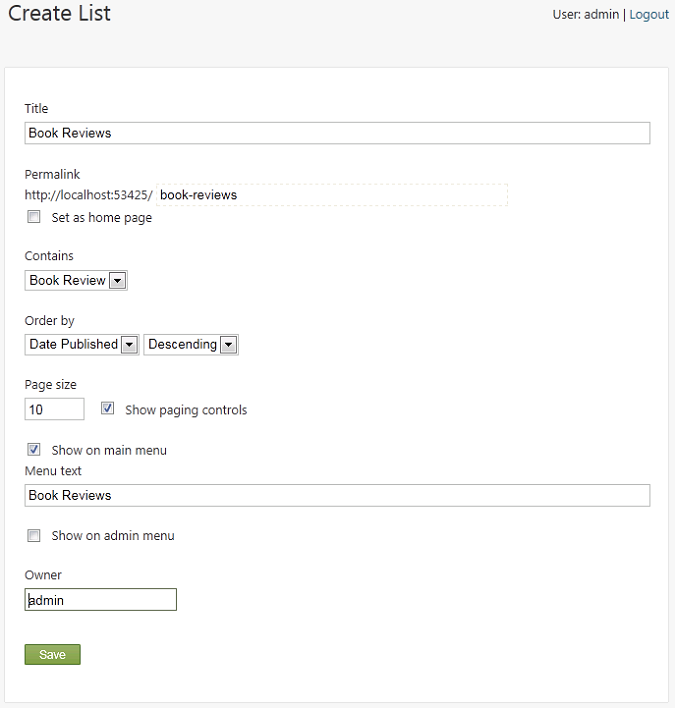 Create List
User: admin | Logout
Title
Book Reviews
Permalink
http://localhost:53425/ book-reviews
Set as home page
Contains
Book Review
Order by
Date Published Descending
Page size
10 Show paging controls
Show on main menu
Menu text
Book Reviews
Show on admin menu
Owner
admin
Save